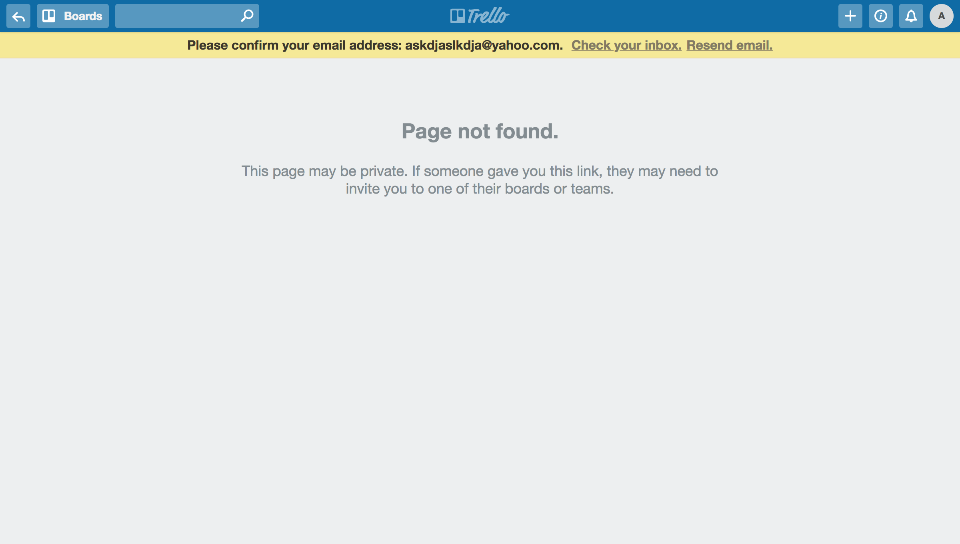 Boards
Trello
A
Please confirm your email address: askdjaslkdja@yahoo.com. Check your inbox. Resend email.
Page not found.
This page may be private. If someone gave you this link, they may need to
invite you to one of their boards or teams.